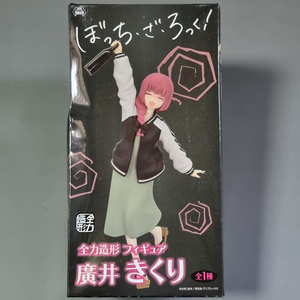 ぼっち・ざ・ろっく!
全力造形
全力造形 フィギュア
廣井 きくり
全1種